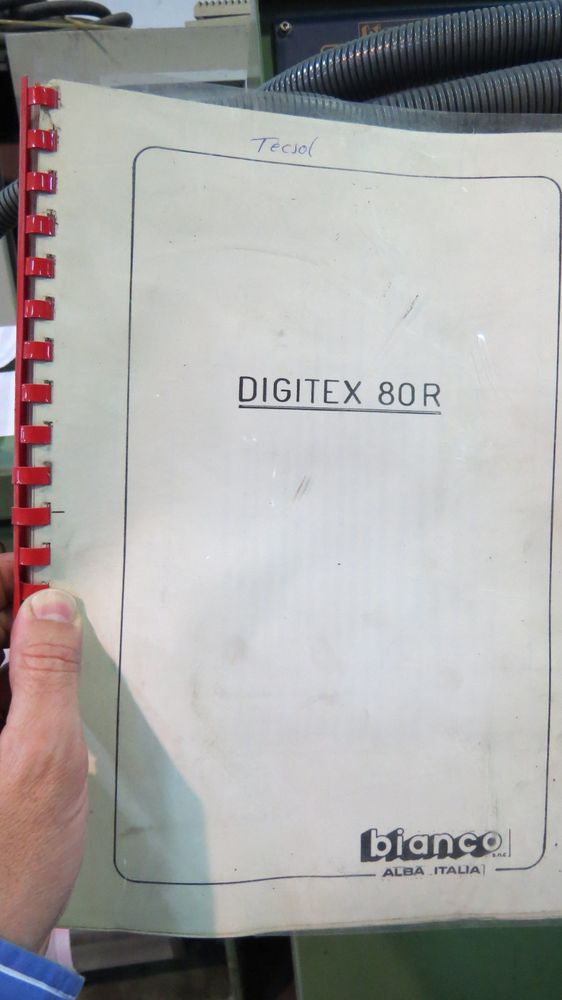 Tecsol
DIGITEX 80R
bianco s.n.c
ALBA ITALIA